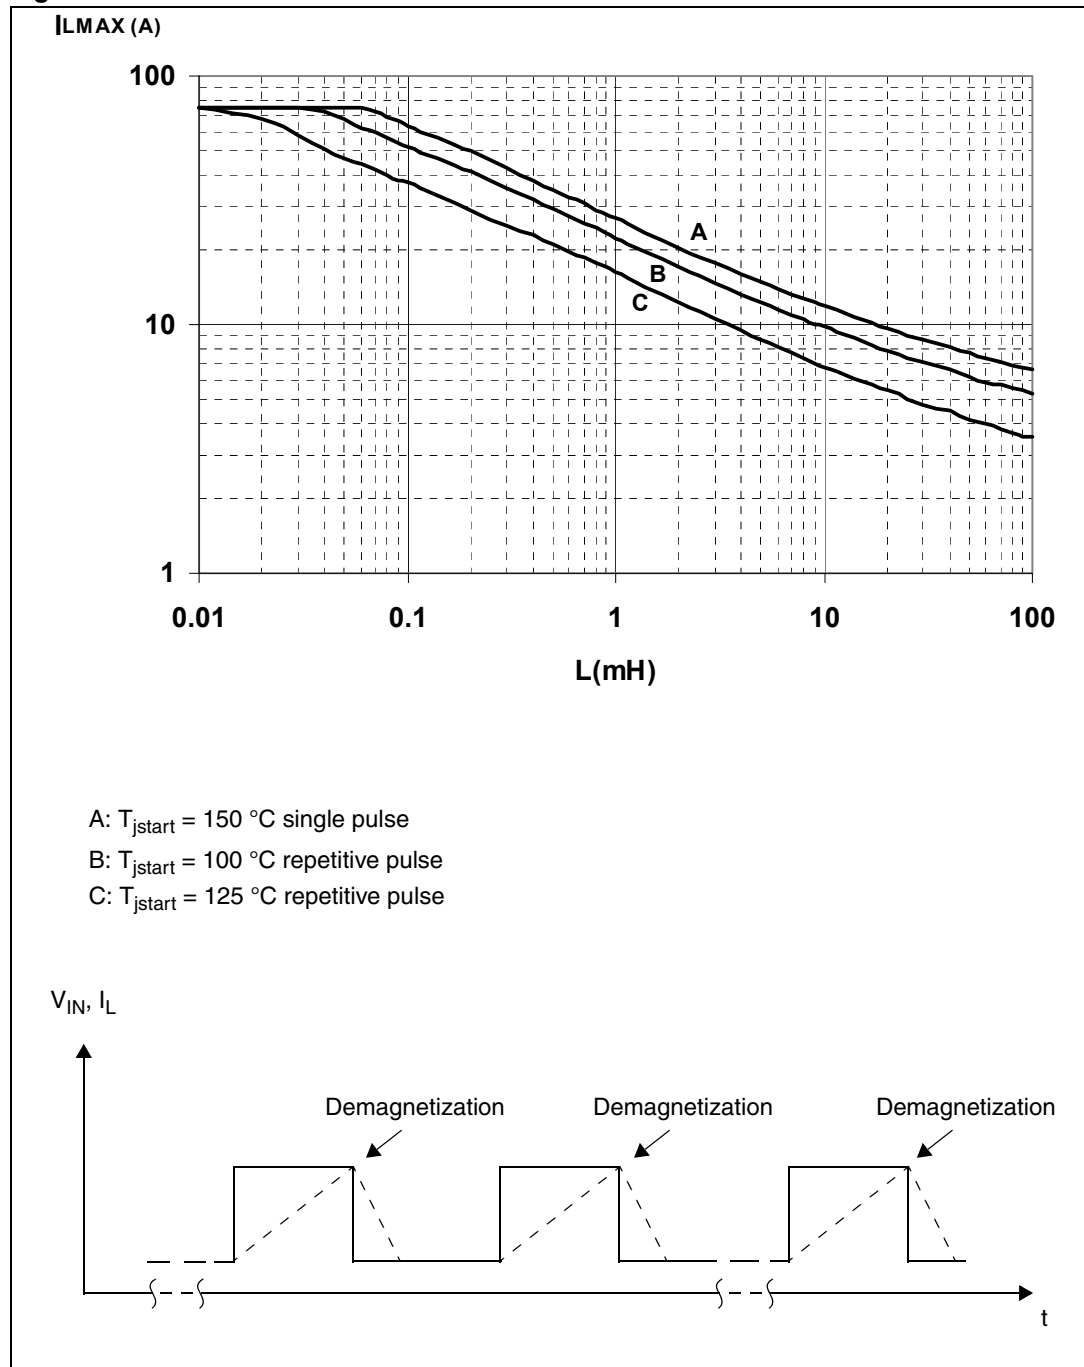 ILMAX (A)
100
A
B
C
10
1
0.01 0.1 1 10 100
L(mH)
A: Tjstart = 150 °C single pulse
B: Tjstart = 100 °C repetitive pulse
C: Tjstart = 125 °C repetitive pulse
VIN, IL
Demagnetization Demagnetization Demagnetization
t